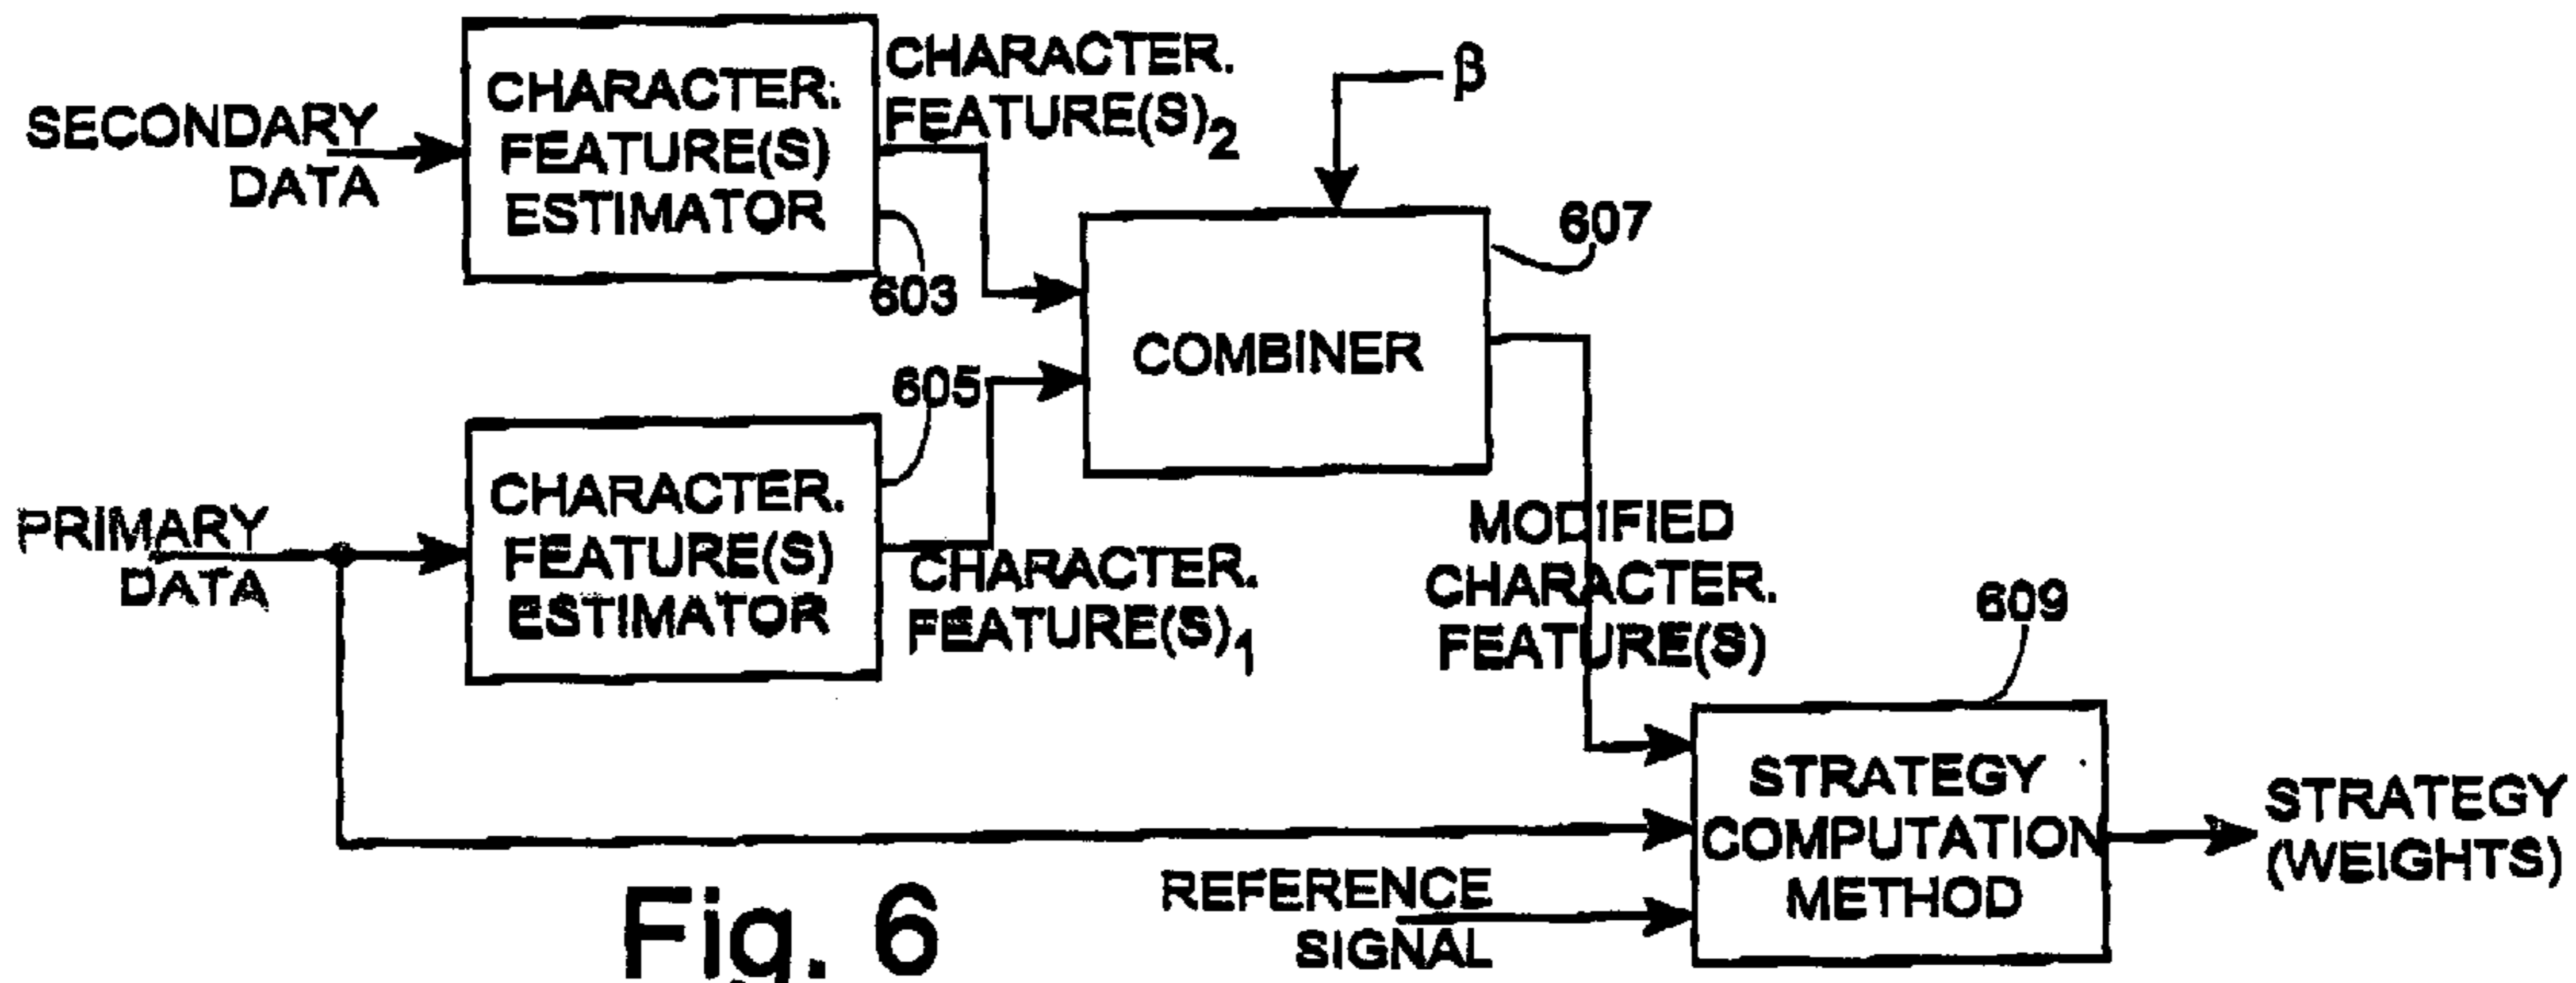 SECONDARY
DATA
CHARACTER.
FEATURE(S)
ESTIMATOR
603
CHARACTER.
FEATURE(S)2
β
COMBINER
607
PRIMARY
DATA
CHARACTER.
FEATURE(S)
ESTIMATOR
605
CHARACTER.
FEATURE(S)1
MODIFIED
CHARACTER.
FEATURE(S)
609
REFERENCE
SIGNAL
STRATEGY
COMPUTATION
METHOD
STRATEGY
(WEIGHTS)
Fig. 6